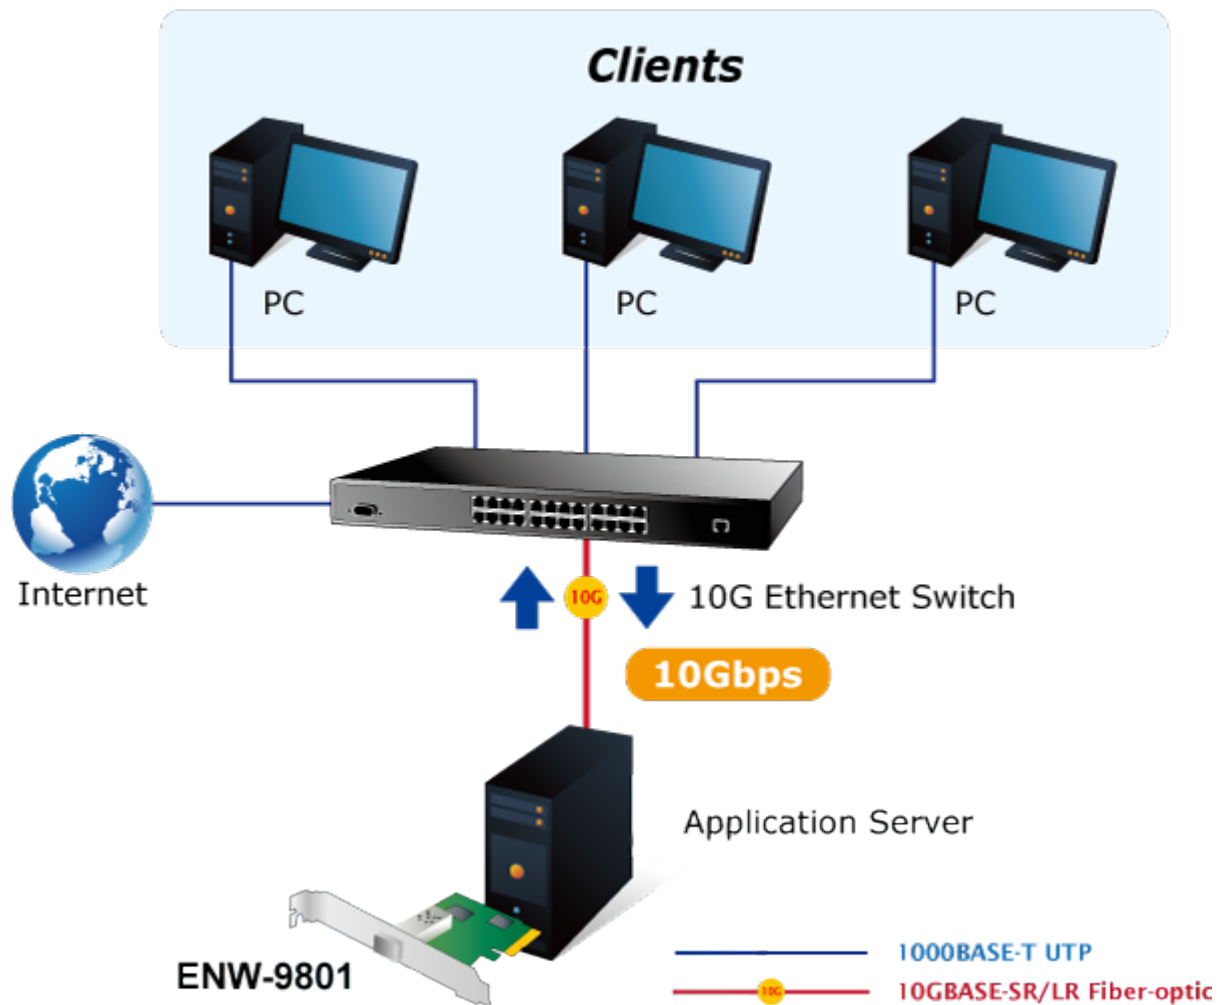 Clients
PC
PC
PC
Internet
10G
10G Ethernet Switch
10Gbps
Application Server
ENW-9801
1000BASE-T UTP
10G
10GBASE-SR/LR Fiber-optic